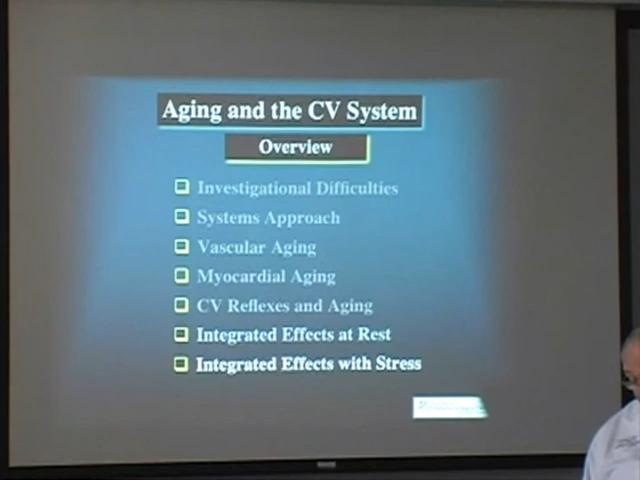 Aging and the CV System
Overview
Investigational Difficulties
Systems Approach
Vascular Aging
Myocardial Aging
CV Reflexes and Aging
Integrated Effects at Rest
Integrated Effects with Stress